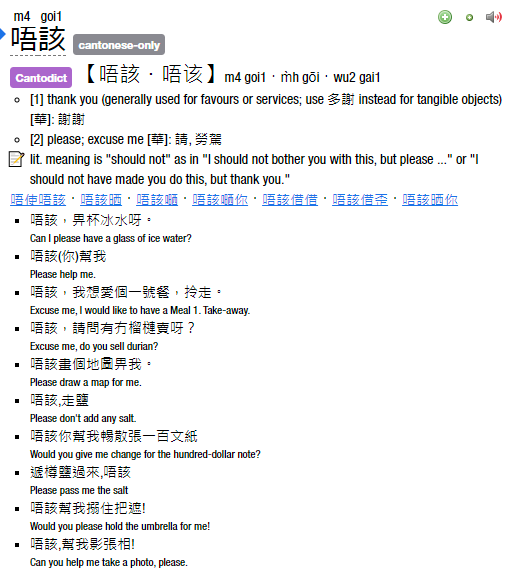 m4 goi1
唔該 cantonese-only
Cantodict 【唔該 · 唔该】 m4 goi1 · m̀h gōi · wu2 gai1
[1] thank you (generally used for favours or services; use 多謝 instead for tangible objects)
[華]: 謝謝
[2] please; excuse me [華]: 請, 勞駕
lit. meaning is "should not" as in "I should not bother you with this, but please ..." or "I
should not have made you do this, but thank you."
唔使唔該 · 唔該晒 · 唔該嗮 · 唔該嗮你 · 唔該借借 · 唔該借歪 · 唔該晒你
唔該，畀杯冰水呀。
Can I please have a glass of ice water?
唔該(你)幫我
Please help me.
唔該，我想愛個一號餐，拎走。
Excuse me, I would like to have a Meal 1. Take-away.
唔該，請問有冇榴槤賣呀？
Excuse me, do you sell durian?
唔該畫個地圖畀我。
Please draw a map for me.
唔該,走鹽
Please don't add any salt.
唔該你幫我暢散張一百文紙
Would you give me change for the hundred-dollar note?
遞樽鹽過來,唔該
Please pass me the salt
唔該幫我搦住把遮!
Would you please hold the umbrella for me!
唔該,幫我影張相!
Can you help me take a photo, please.